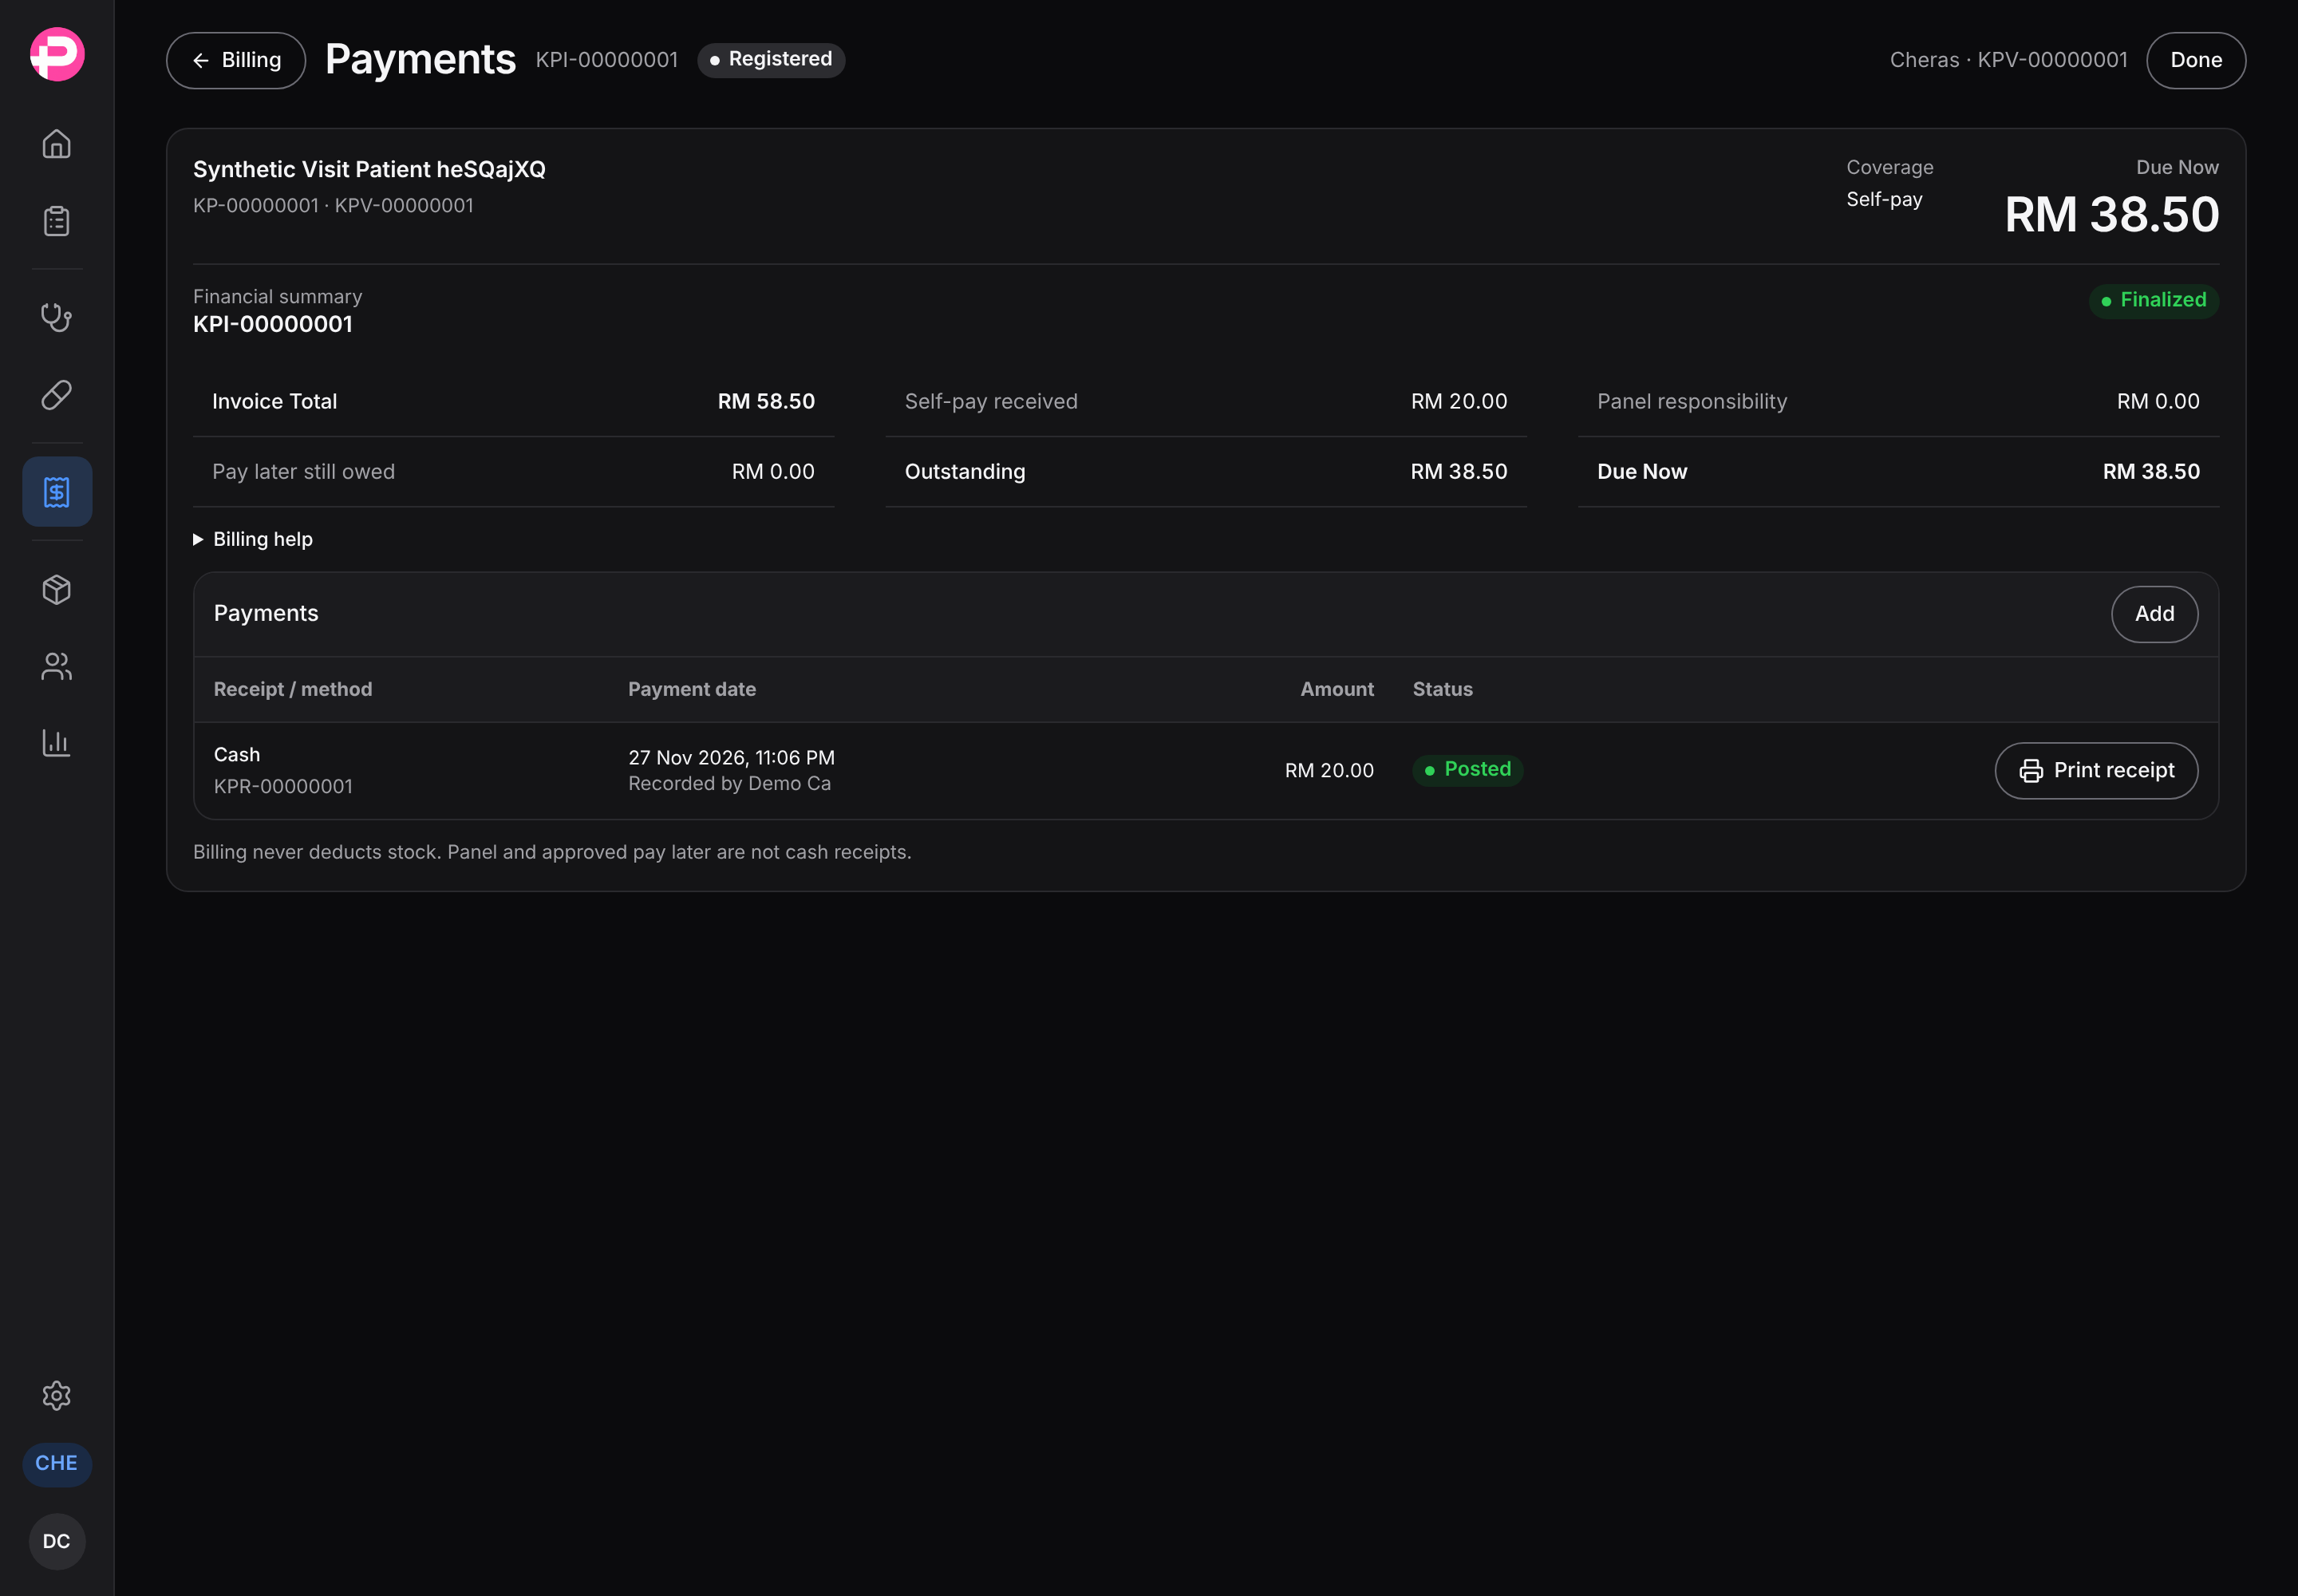 Billing
Payments
KPI-00000001
Registered
Cheras · KPV-00000001
Done
Synthetic Visit Patient heSQajXQ
KP-00000001 · KPV-00000001
Coverage
Self-pay
Due Now
RM 38.50
Financial summary
KPI-00000001
Finalized
Invoice Total RM 58.50
Self-pay received RM 20.00
Panel responsibility RM 0.00
Pay later still owed RM 0.00
Outstanding RM 38.50
Due Now RM 38.50
Billing help
Payments
Add
Receipt / method Payment date Amount Status
Cash
KPR-00000001
27 Nov 2026, 11:06 PM
Recorded by Demo Ca
RM 20.00
Posted
Print receipt
Billing never deducts stock. Panel and approved pay later are not cash receipts.
CHE
DC